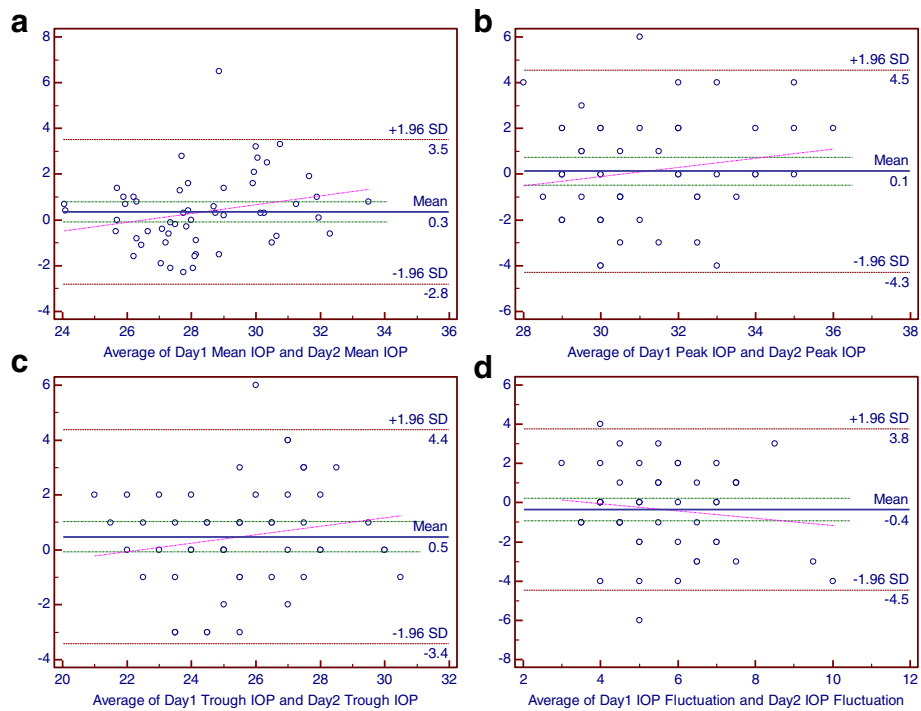 a
8
6
4
2
0
-2
-4
+1.96 SD
3.5
Mean
0.3
-1.96 SD
-2.8
24 26 28 30 32 34 36
Average of Day1 Mean IOP and Day2 Mean IOP
b
6
4
2
0
-2
-4
-6
+1.96 SD
4.5
Mean
0.1
-1.96 SD
-4.3
28 30 32 34 36 38
Average of Day1 Peak IOP and Day2 Peak IOP
c
6
4
2
0
-2
-4
+1.96 SD
4.4
Mean
0.5
-1.96 SD
-3.4
20 22 24 26 28 30 32
Average of Day1 Trough IOP and Day2 Trough IOP
d
6
4
2
0
-2
-4
-6
-8
+1.96 SD
3.8
Mean
-0.4
-1.96 SD
-4.5
2 4 6 8 10 12
Average of Day1 IOP Fluctuation and Day2 IOP Fluctuation